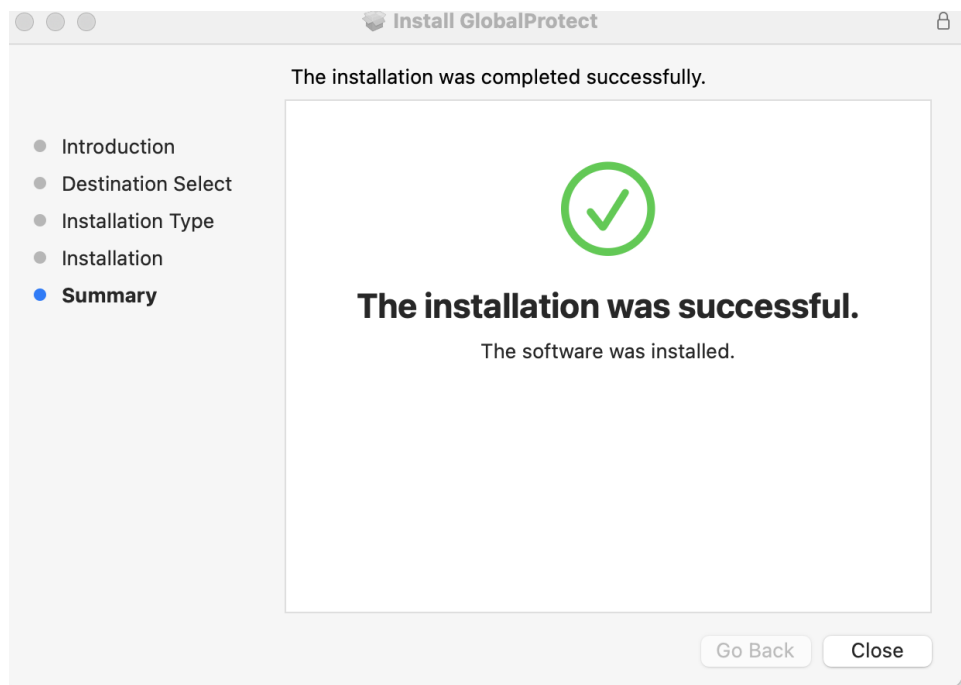 Install GlobalProtect
The installation was completed successfully.
Introduction
Destination Select
Installation Type
Installation
Summary
The installation was successful.
The software was installed.
Go Back
Close